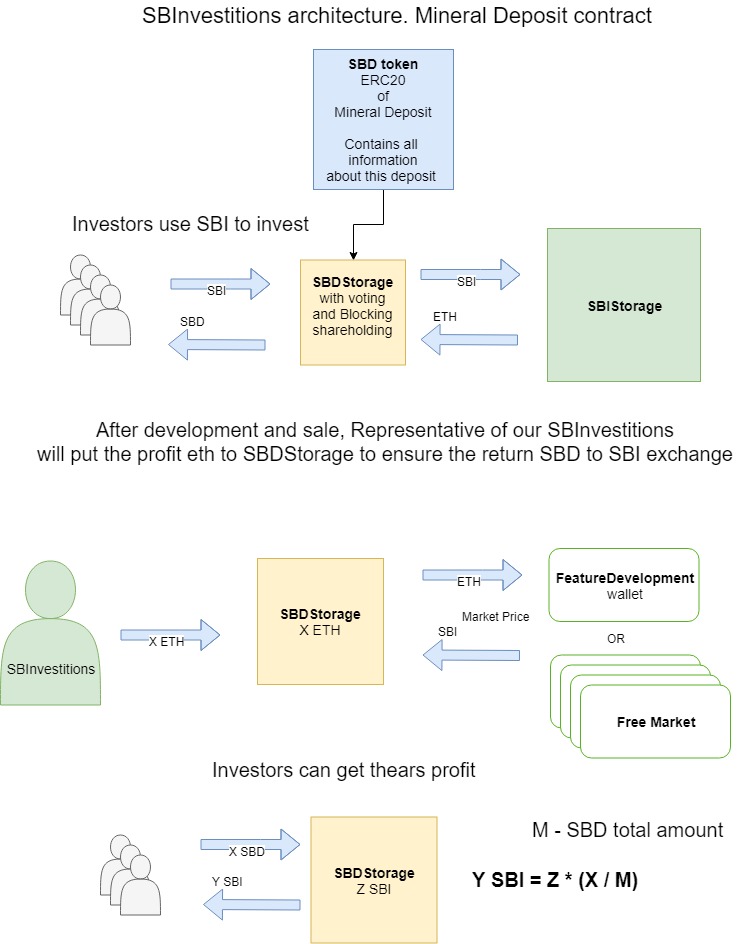 SBInvestitions architecture. Mineral Deposit contract
SBD token
ERC20
of
Mineral Deposit
Contains all
information
about this deposit
Investors use SBI to invest
SBI
SBD
SBDStorage
with voting
and Blocking
shareholding
SBI
ETH
SBIStorage
After development and sale, Representative of our SBInvestitions
will put the profit eth to SBDStorage to ensure the return SBD to SBI exchange
SBInvestitions
X ETH
SBDStorage
X ETH
ETH
Market Price
SBI
FeatureDevelopment
wallet
OR
Free Market
Investors can get thears profit
X SBD
Y SBI
SBDStorage
Z SBI
M - SBD total amount
Y SBI = Z * (X / M)